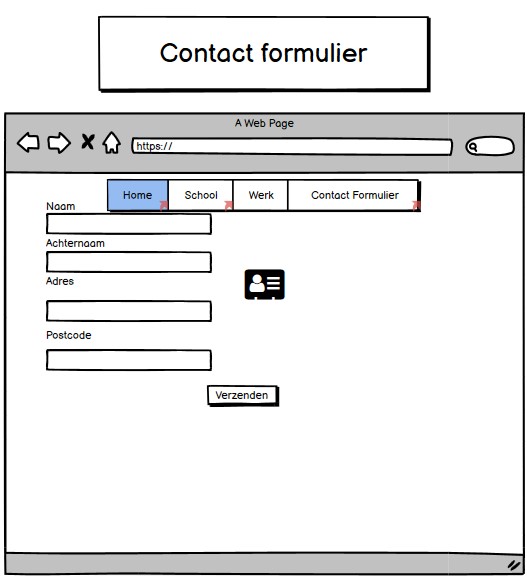 Contact formulier
A Web Page
https://
Home School Werk Contact Formulier
Naam
Achternaam
Adres
Postcode
Verzenden